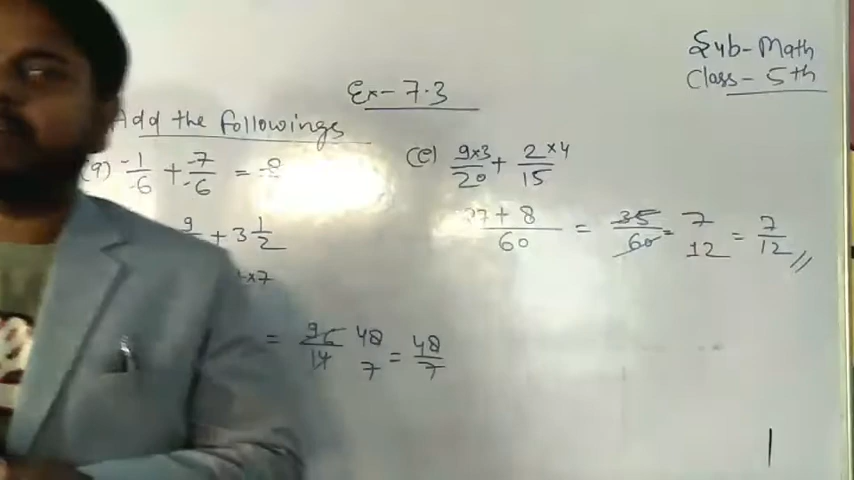 Sub-Math
Class-5th
Ex-7.3
Add the followings
(a) -1/-6 + -7/-6 =
9/ + 3 1/2
×7
= 96/14 48/7 = 48/7
(e) 9×3/20 + 2×4/15
27+8/60 = 35/60 = 7/12 = 7/12 //